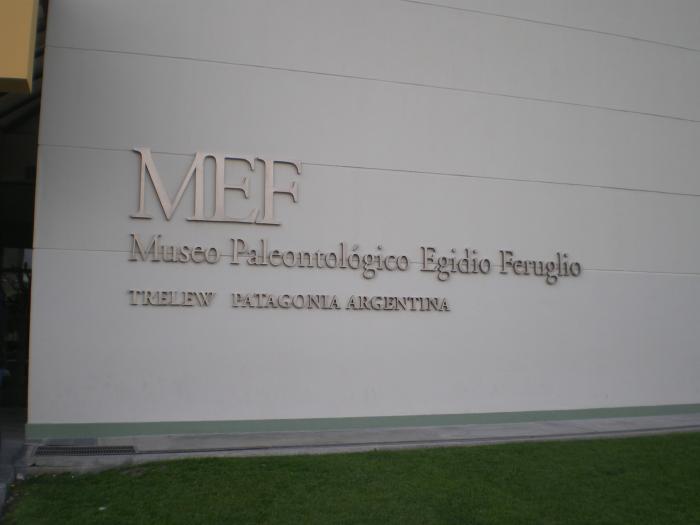 MEF
Museo Paleontológico Egidio Feruglio
TRELEW PATAGONIA ARGENTINA